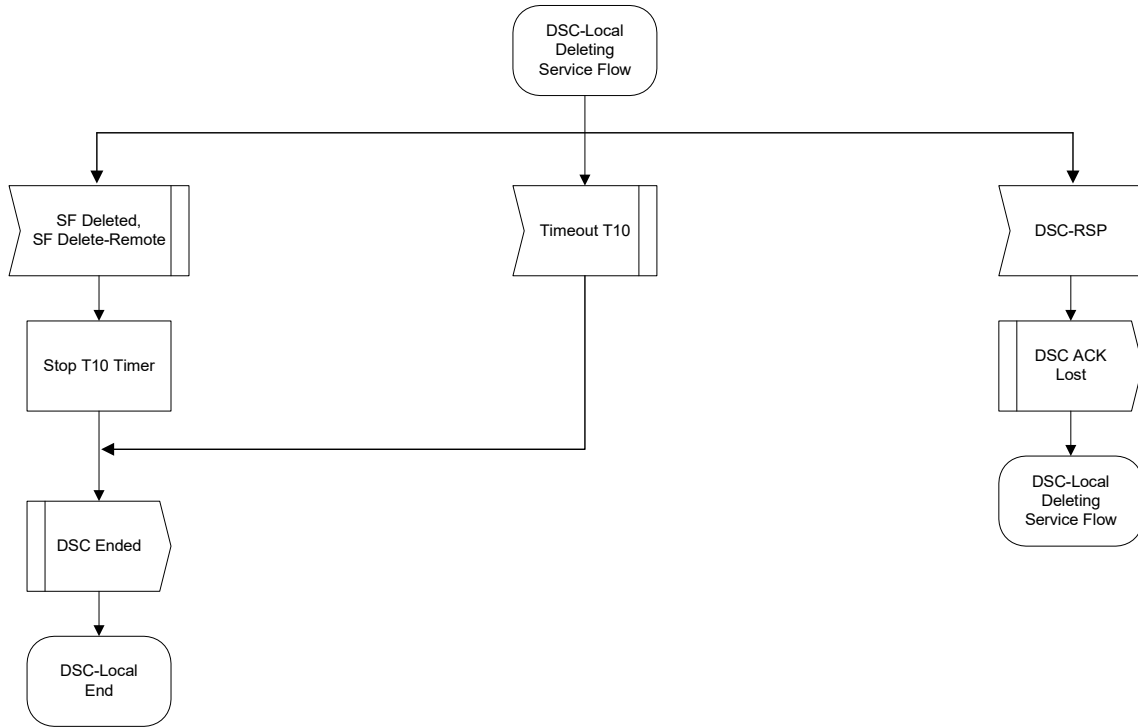 DSC-Local
Deleting
Service Flow
SF Deleted,
SF Delete-Remote
Timeout T10
DSC-RSP
Stop T10 Timer
DSC ACK
Lost
DSC-Local
Deleting
Service Flow
DSC Ended
DSC-Local
End